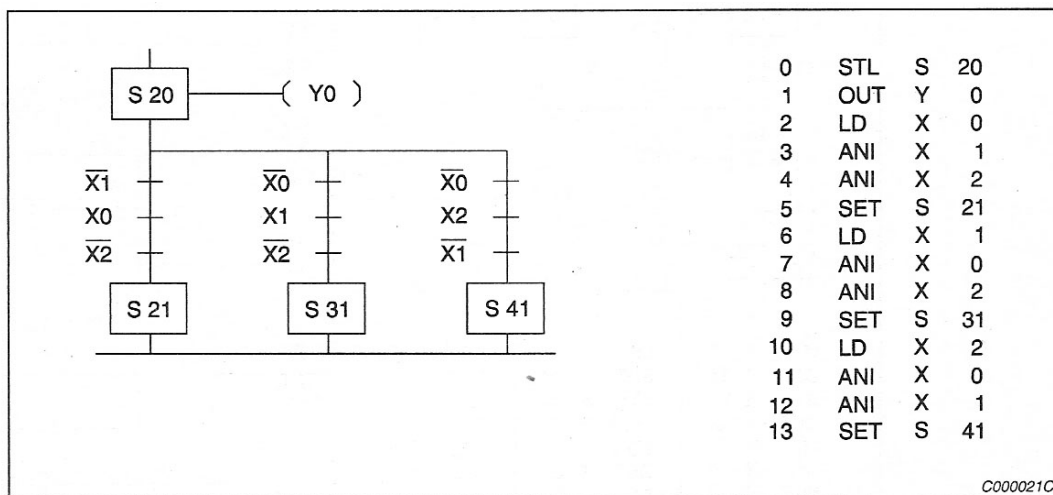 S 20
( Y0 )
X̅1̅ X̅0̅ X̅0̅
X0 X1 X2
X̅2̅ X̅2̅ X̅1̅
S 21 S 31 S 41
0 STL S 20
1 OUT Y 0
2 LD X 0
3 ANI X 1
4 ANI X 2
5 SET S 21
6 LD X 1
7 ANI X 0
8 ANI X 2
9 SET S 31
10 LD X 2
11 ANI X 0
12 ANI X 1
13 SET S 41
C000021C